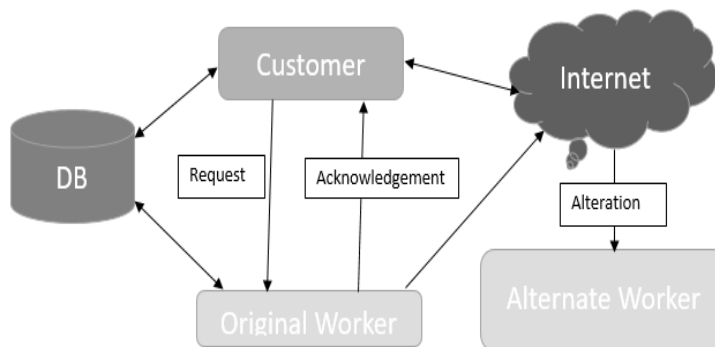 Customer
Internet
DB
Request
Acknowledgement
Alteration
Original Worker
Alternate Worker